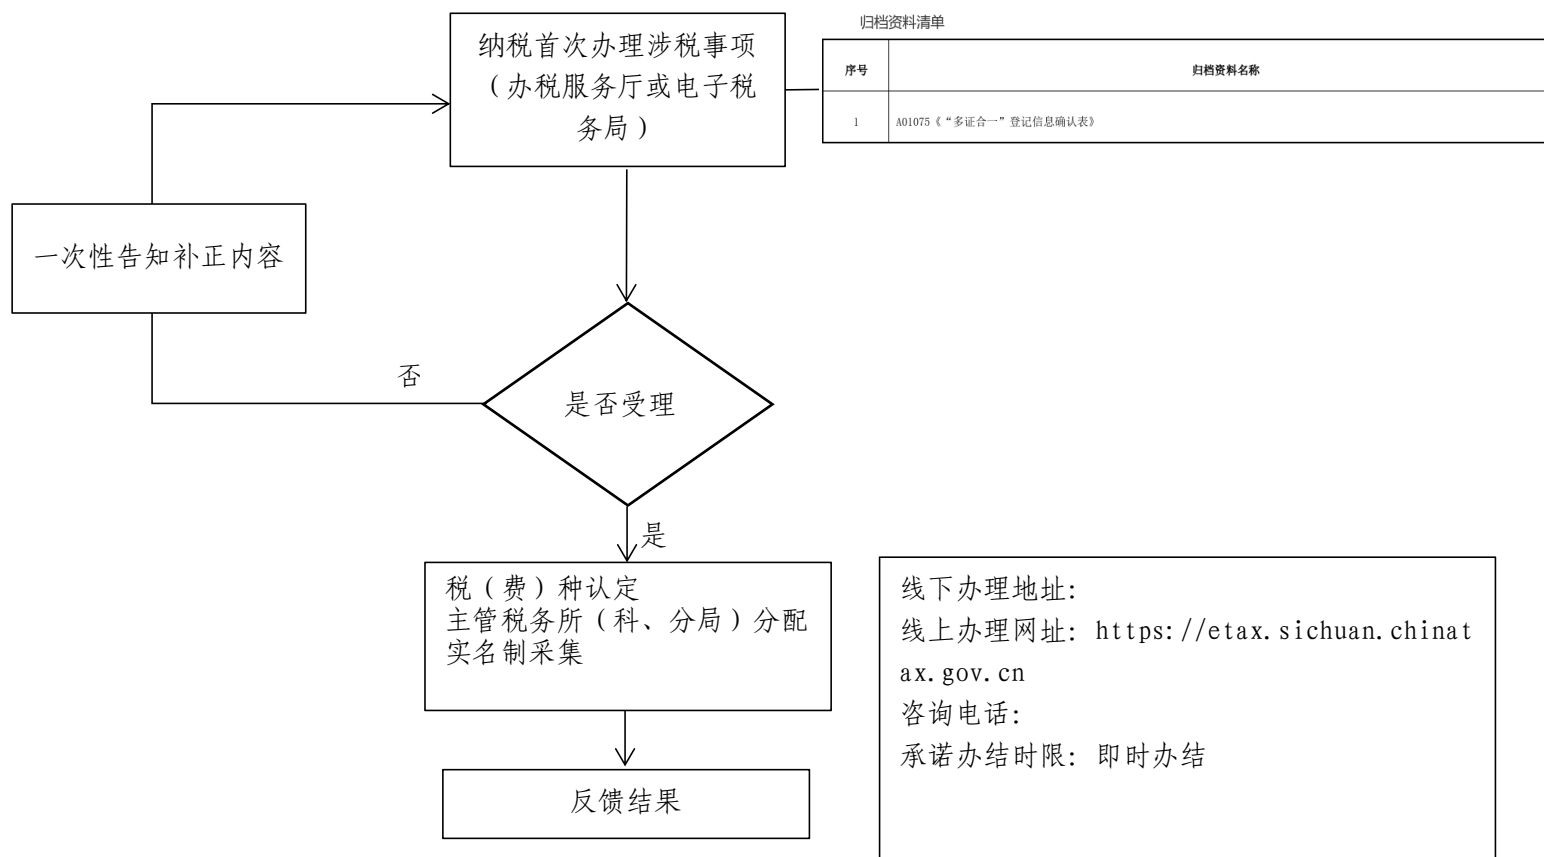 纳税首次办理涉税事项
（办税服务厅或电子税
务局）
归档资料清单
序号
归档资料名称
1
A01075《“多证合一”登记信息确认表》
一次性告知补正内容
否
是否受理
是
税（费）种认定
主管税务所（科、分局）分配
实名制采集
反馈结果
线下办理地址：
线上办理网址：https://etax.sichuan.chinat
ax.gov.cn
咨询电话：
承诺办结时限：即时办结